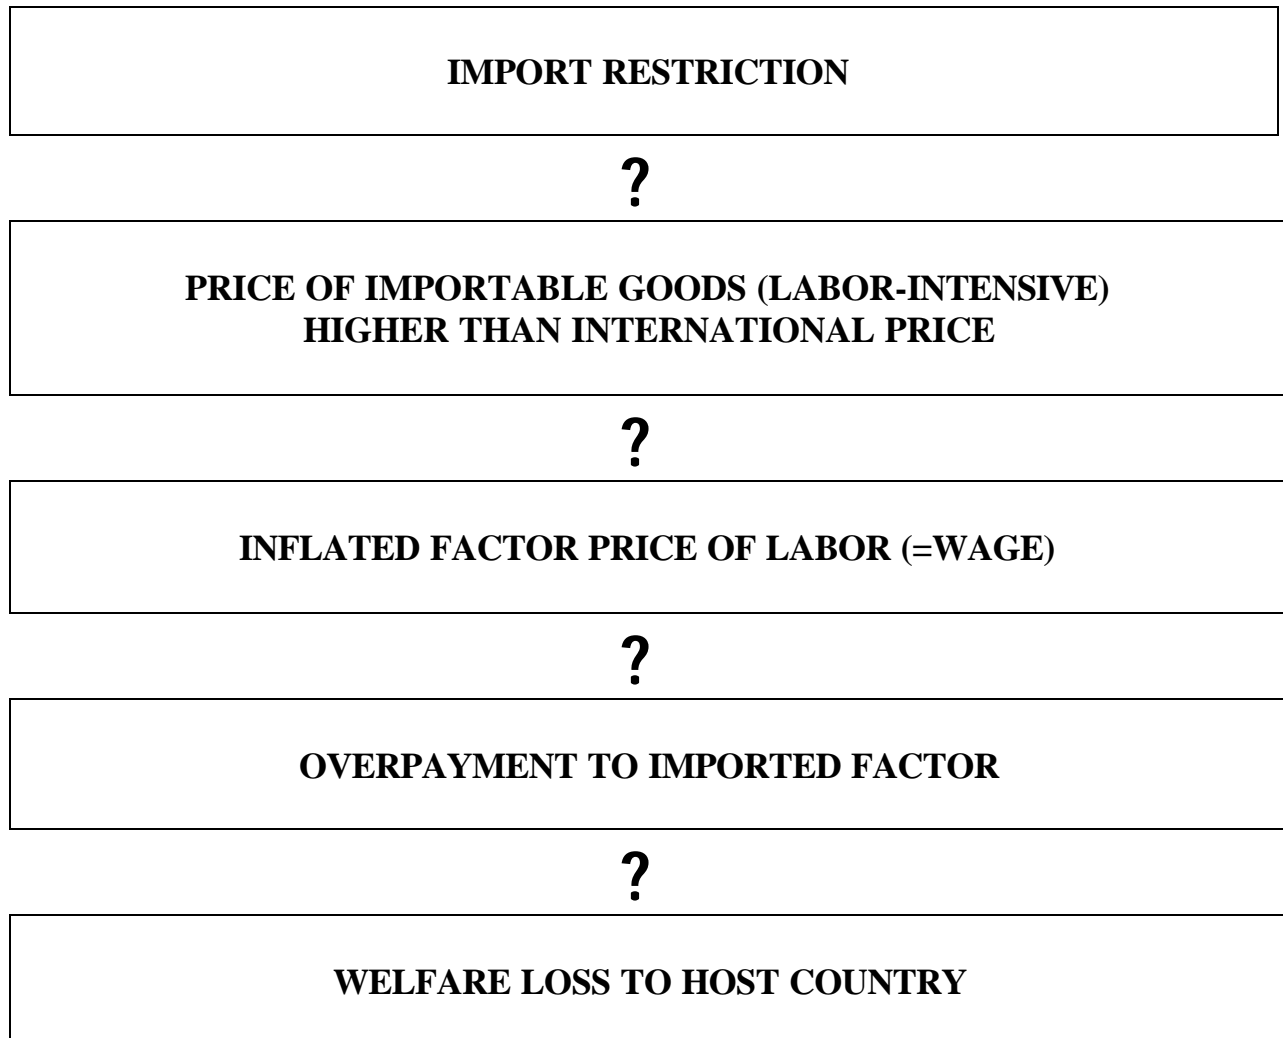 IMPORT RESTRICTION
?
PRICE OF IMPORTABLE GOODS (LABOR-INTENSIVE)
HIGHER THAN INTERNATIONAL PRICE
?
INFLATED FACTOR PRICE OF LABOR (=WAGE)
?
OVERPAYMENT TO IMPORTED FACTOR
?
WELFARE LOSS TO HOST COUNTRY